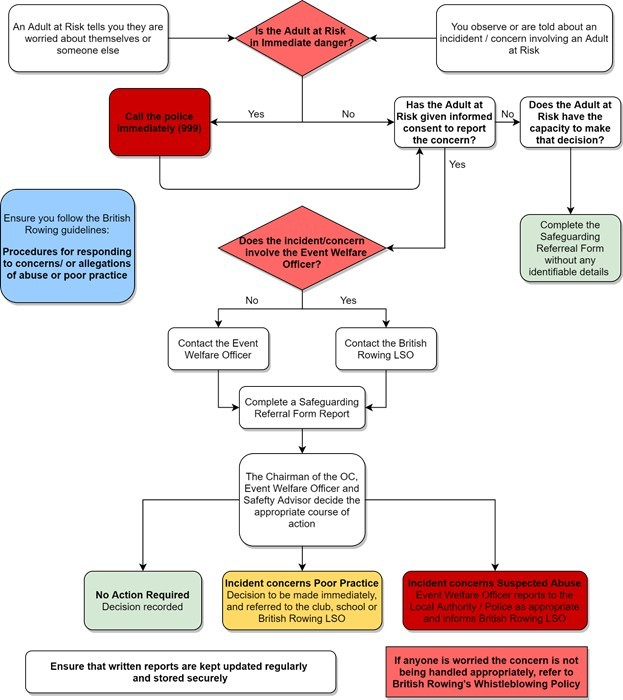 An Adult at Risk tells you they are
worried about themselves or
someone else
Is the Adult at Risk
in Immediate danger?
You observe or are told about an
incidident / concern involving an Adult
at Risk
Yes
No
Call the police
Immediately (999)
Has the Adult at
Risk given informed
consent to report
the concern?
No
Does the Adult at
Risk have the
capacity to make
that decision?
Yes
Ensure you follow the British
Rowing guidelines:
Procedures for responding
to concerns/ or allegations
of abuse or poor practice
Does the incident/concern
involve the Event Welfare
Officer?
Complete the
Safeguarding
Referreal Form
without any
identifiable details
No
Yes
Contact the Event
Welfare Officer
Contact the British
Rowing LSO
Complete a Safeguarding
Referral Form Report
The Chairman of the OC,
Event Welfare Officer and
Safefty Advisor decide the
appropriate course of
action
No Action Required
Decision recorded
Incident concerns Poor Practice
Decision to be made immediately,
and referred to the club, school or
British Rowing LSO
Incident concerns Suspected Abuse
Event Welfare Officer reports to the
Local Authority / Police as appropriate
and informs British Rowing LSO
Ensure that written reports are kept updated regularly
and stored securely
If anyone is worried the concern is not
being handled appropriately, refer to
British Rowing's Whistleblowing Policy